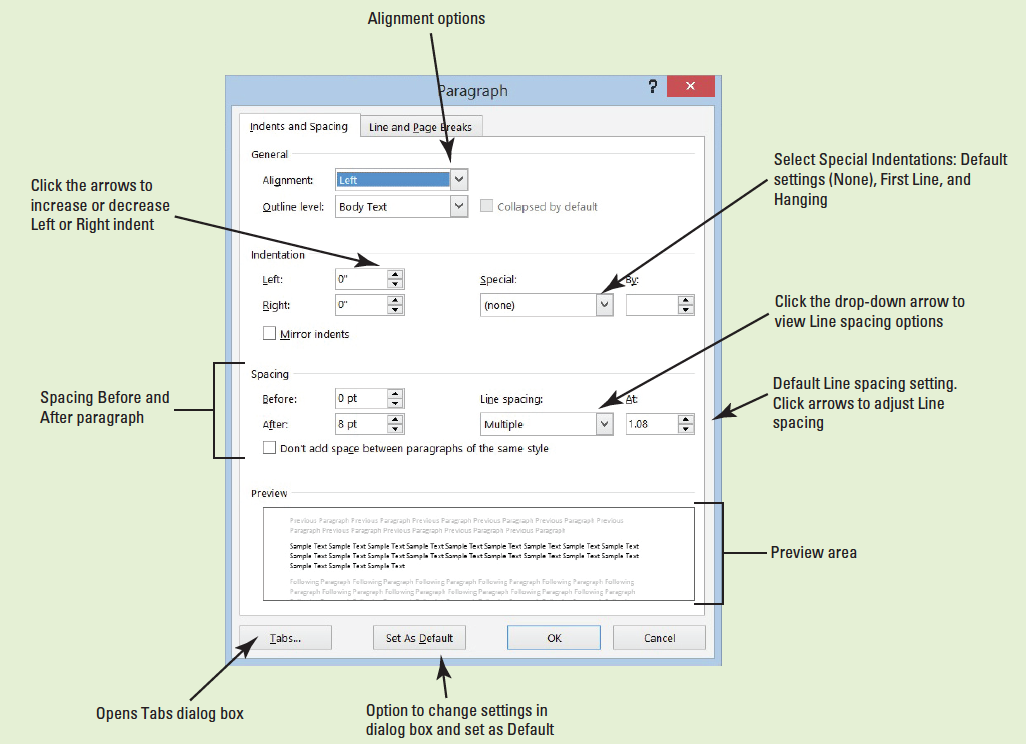 Alignment options
Paragraph
?
Indents and Spacing
Line and Page Breaks
General
Alignment:
Left
Outline level:
Body Text
Collapsed by default
Click the arrows to
increase or decrease
Left or Right indent
Select Special Indentations: Default
settings (None), First Line, and
Hanging
Indentation
Left:
0"
Special:
By:
Right:
0"
(none)
Mirror indents
Click the drop-down arrow to
view Line spacing options
Spacing
Spacing Before and
After paragraph
Before:
0 pt
Line spacing:
At:
After:
8 pt
Multiple
1.08
Default Line spacing setting.
Click arrows to adjust Line
spacing
Don't add space between paragraphs of the same style
Preview
Previous Paragraph Previous Paragraph Previous Paragraph Previous Paragraph Previous Paragraph Previous
Paragraph Previous Paragraph Previous Paragraph Previous Paragraph Previous Paragraph
Sample Text Sample Text Sample Text Sample Text Sample Text Sample Text Sample Text Sample Text Sample Text
Sample Text Sample Text Sample Text Sample Text Sample Text Sample Text Sample Text Sample Text Sample Text
Sample Text Sample Text Sample Text
Following Paragraph Following Paragraph Following Paragraph Following Paragraph Following Paragraph Following
Paragraph Following Paragraph Following Paragraph Following Paragraph Following Paragraph Following Paragraph
Preview area
Tabs...
Set As Default
OK
Cancel
Opens Tabs dialog box
Option to change settings in
dialog box and set as Default